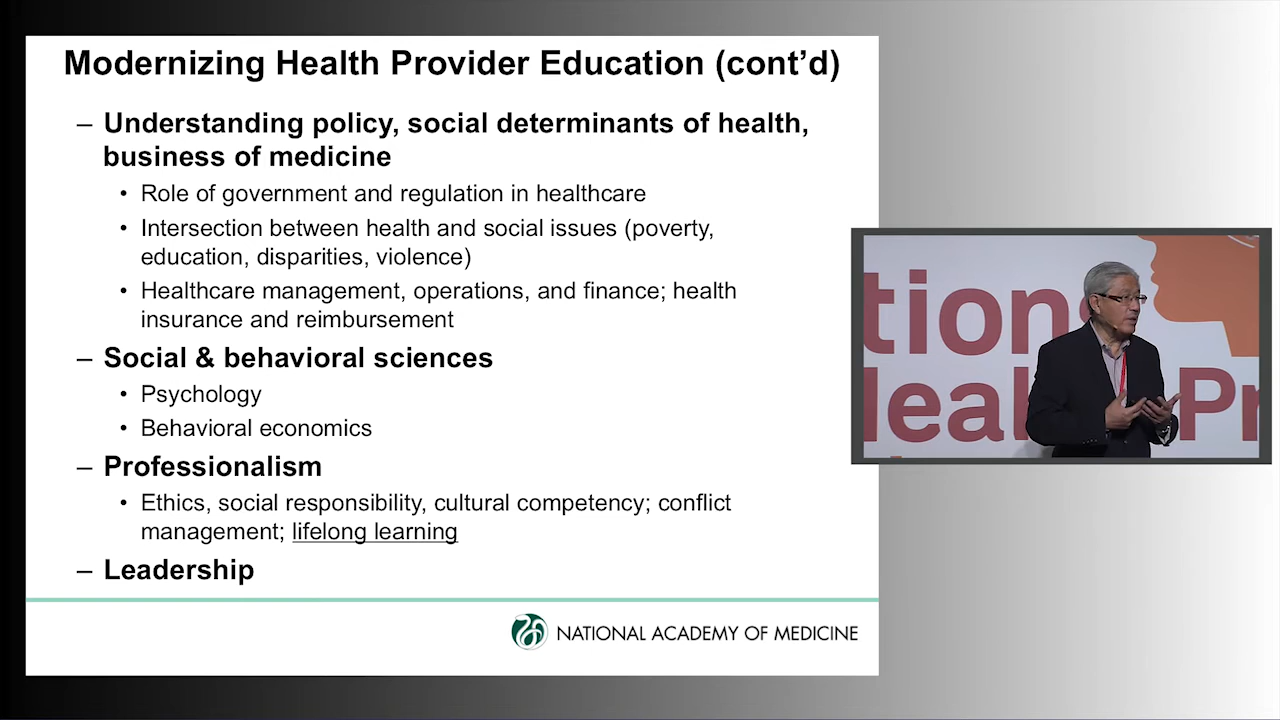 Modernizing Health Provider Education (cont’d)
– Understanding policy, social determinants of health,
business of medicine
• Role of government and regulation in healthcare
• Intersection between health and social issues (poverty,
education, disparities, violence)
• Healthcare management, operations, and finance; health
insurance and reimbursement
– Social & behavioral sciences
• Psychology
• Behavioral economics
– Professionalism
• Ethics, social responsibility, cultural competency; conflict
management; lifelong learning
– Leadership
NATIONAL ACADEMY OF MEDICINE
tions
Heal Pr